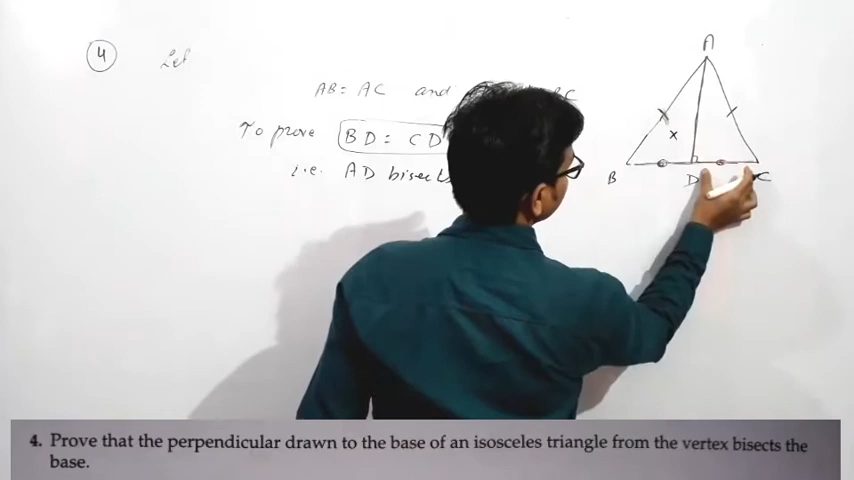 4 Let
AB = AC and
To prove BD = CD
i.e. AD bisects
A
B D C
4. Prove that the perpendicular drawn to the base of an isosceles triangle from the vertex bisects the
base.